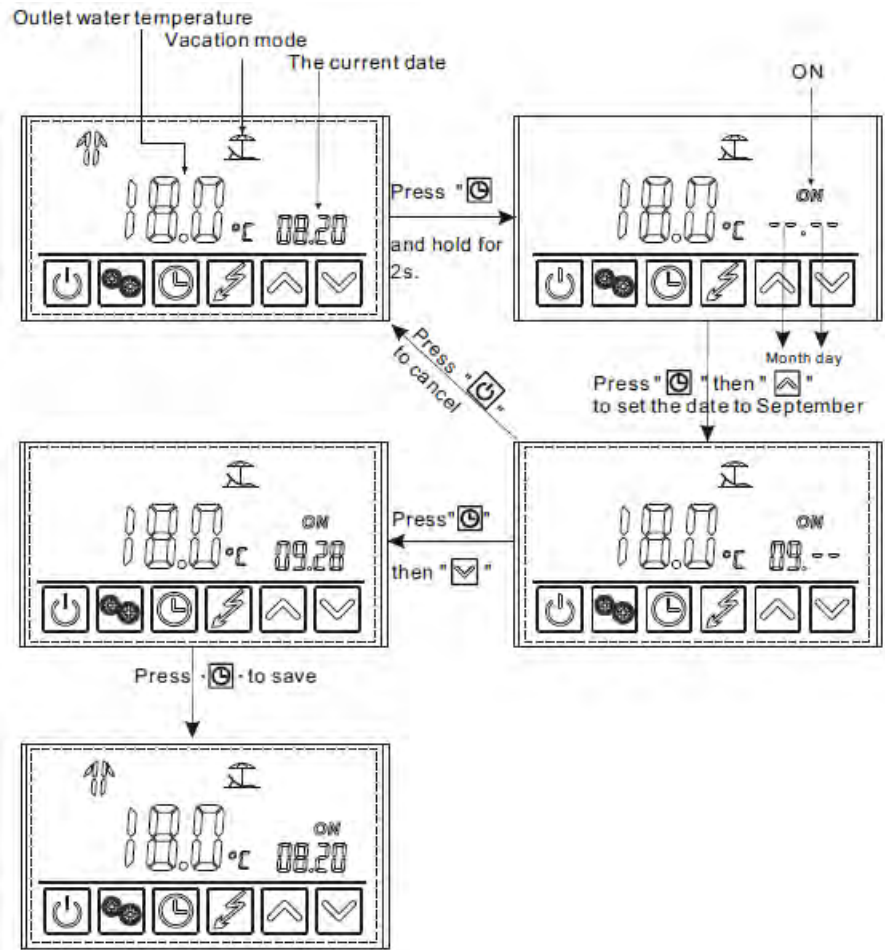 Outlet water temperature
Vacation mode
The current date
ON
18.0 °C 08.20
Press "
and hold for
2s.
ON
18.0 °C --.--
Month day
Press " " then " "
to set the date to September
Press " "
to cancel
18.0 °C ON 09.28
Press" "
then " "
18.0 °C ON 09.--
Press · · to save
18.0 °C ON 08.20